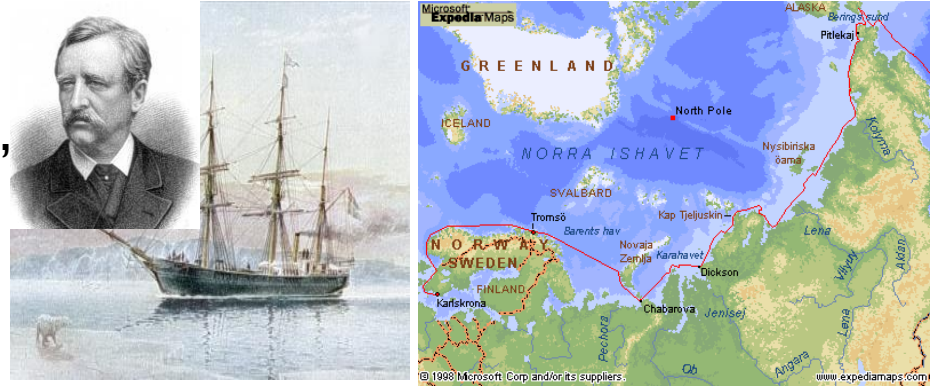 ,
Microsoft
Expedia Maps
ALASKA
Berings sund
Pitlekaj
GREENLAND
North Pole
ICELAND
Kolyma
NORRA ISHAVET
Nysibiriska
öarna
SVALBARD
Kap Tjeljuskin
Tromsö
Barents hav
Lena
NORWAY
Novaja
Zemlja
Karahavet
SWEDEN
Dickson
Vilyuy
Aldan
FINLAND
Karlskrona
Chabarova
Jenisej
Lena
Pechora
Ob
Angara
© 1998 Microsoft Corp and/or its suppliers.
www.expediamaps.com